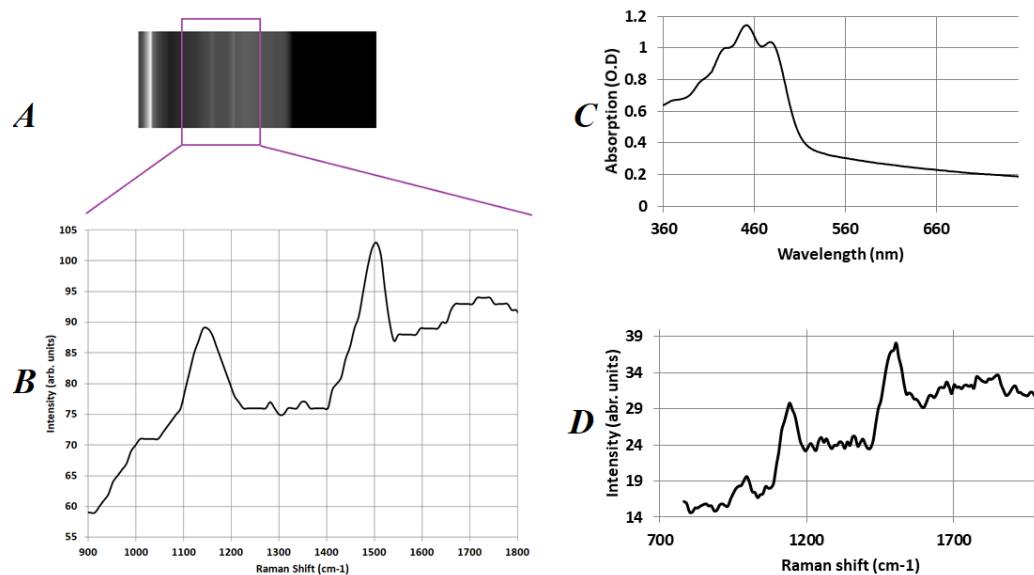 A
B
Intensity (arb. units)
105
100
95
90
85
80
75
70
65
60
55
900 1000 1100 1200 1300 1400 1500 1600 1700 1800
Raman Shift (cm-1)
C
Absorption (O.D)
1.2
1
0.8
0.6
0.4
0.2
0
360 460 560 660
Wavelength (nm)
D
Intensity (abr. units)
39
34
29
24
19
14
700 1200 1700
Raman shift (cm-1)